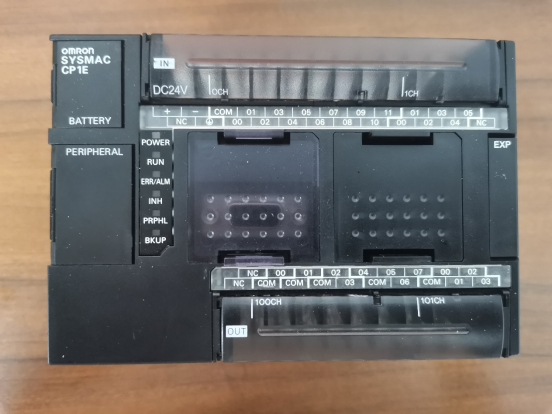 omron
SYSMAC
CP1E
IN
DC24V
0CH
1CH
+ - COM 01 03 05 07 09 11 01 03 05
NC 00 02 04 06 08 10 00 02 04 NC
BATTERY
PERIPHERAL
POWER
RUN
ERR/ALM
INH
PRPHL
BKUP
EXP
NC 00 01 02 04 05 07 00 02
NC COM COM COM 03 COM 06 COM 01 03
100CH
101CH
OUT